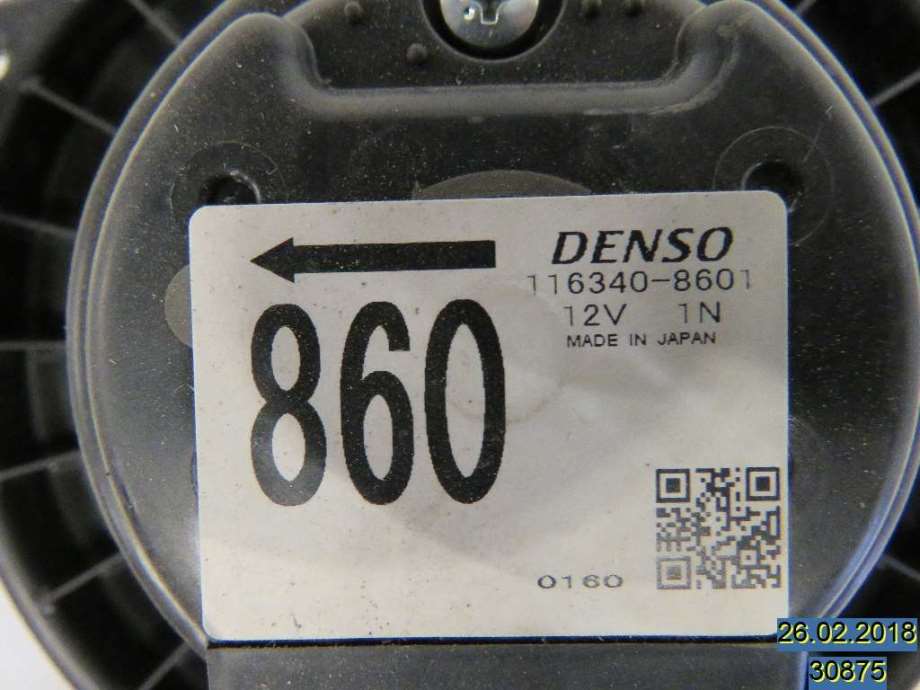 DENSO
116340-8601
12V 1N
MADE IN JAPAN
860
0160
26.02.2018
30875